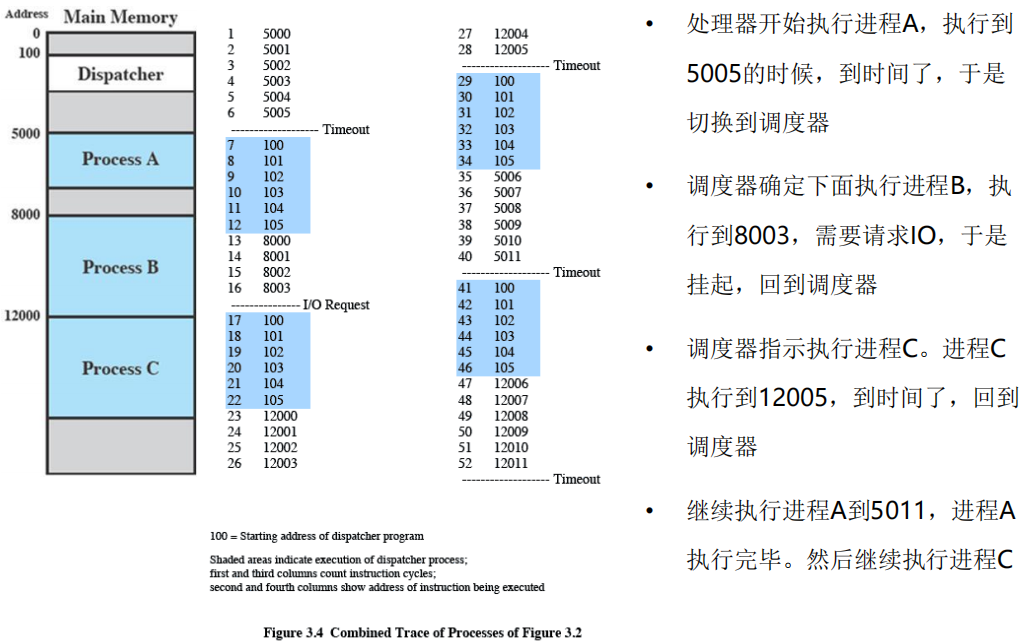 Address Main Memory
0
100
Dispatcher
5000
Process A
8000
Process B
12000
Process C
1 5000
2 5001
3 5002
4 5003
5 5004
6 5005
------------------- Timeout
7 100
8 101
9 102
10 103
11 104
12 105
13 8000
14 8001
15 8002
16 8003
--------------- I/O Request
17 100
18 101
19 102
20 103
21 104
22 105
23 12000
24 12001
25 12002
26 12003
27 12004
28 12005
------------------- Timeout
29 100
30 101
31 102
32 103
33 104
34 105
35 5006
36 5007
37 5008
38 5009
39 5010
40 5011
------------------- Timeout
41 100
42 101
43 102
44 103
45 104
46 105
47 12006
48 12007
49 12008
50 12009
51 12010
52 12011
------------------- Timeout
100 = Starting address of dispatcher program
Shaded areas indicate execution of dispatcher process;
first and third columns count instruction cycles;
second and fourth columns show address of instruction being executed
Figure 3.4 Combined Trace of Processes of Figure 3.2
• 处理器开始执行进程A，执行到
5005的时候，到时间了，于是
切换到调度器
• 调度器确定下面执行进程B，执
行到8003，需要请求IO，于是
挂起，回到调度器
• 调度器指示执行进程C。进程C
执行到12005，到时间了，回到
调度器
• 继续执行进程A到5011，进程A
执行完毕。然后继续执行进程C